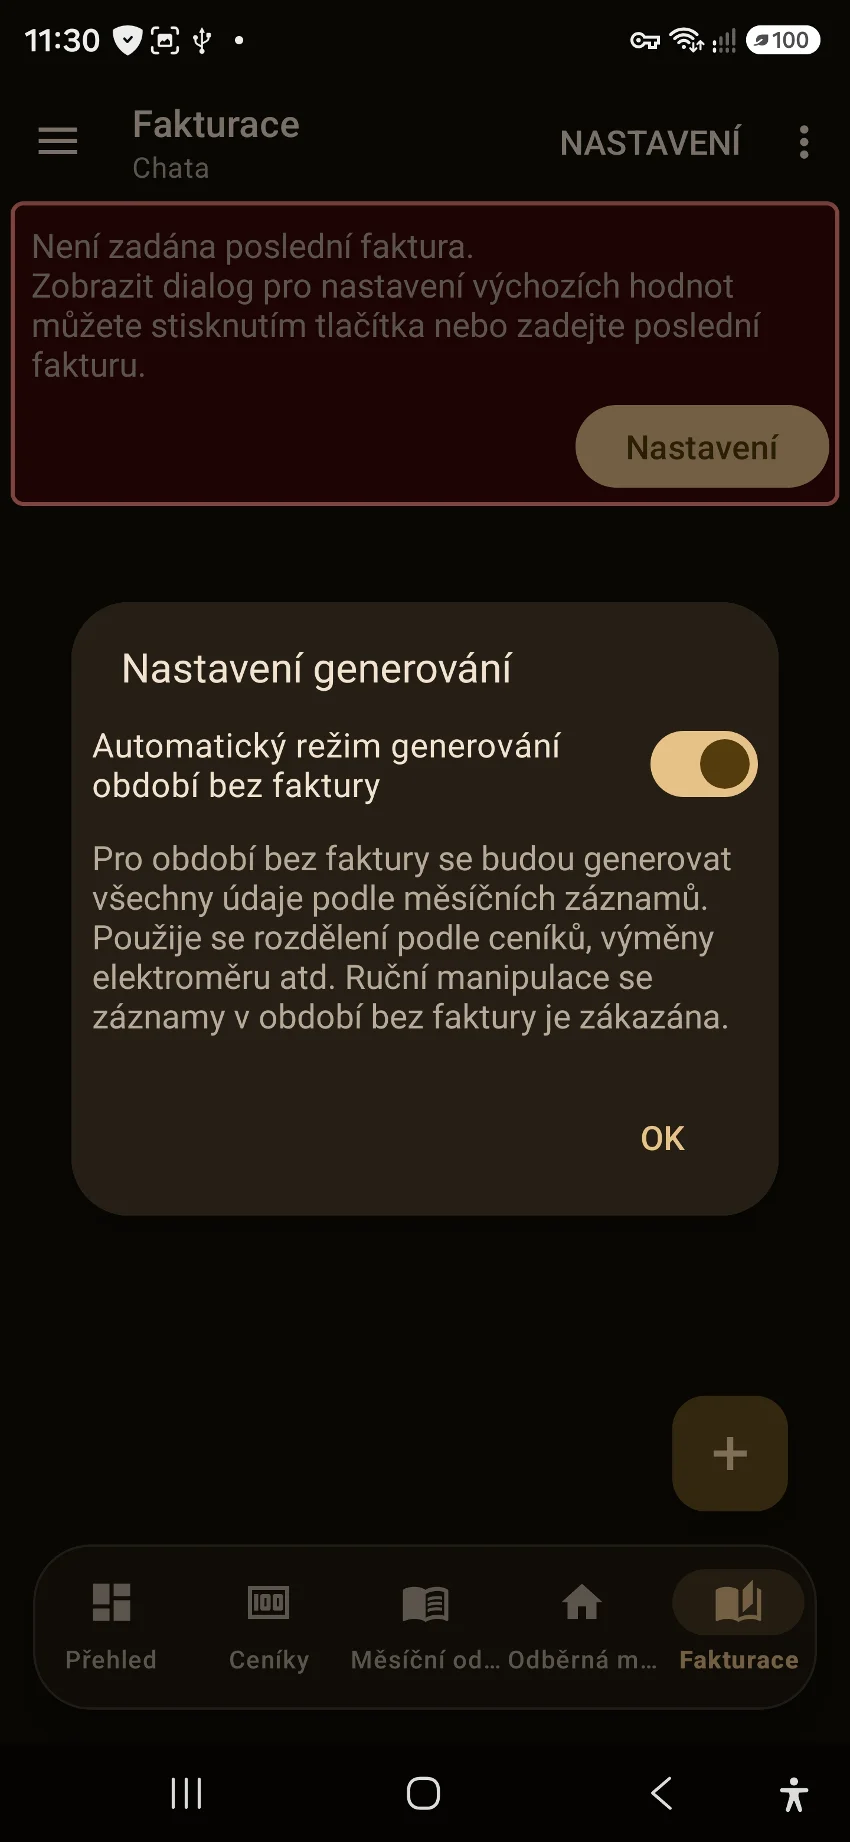 11:30
100
Fakturace
Chata
NASTAVENÍ
Není zadána poslední faktura.
Zobrazit dialog pro nastavení výchozích hodnot
můžete stisknutím tlačítka nebo zadejte poslední
fakturu.
Nastavení
Nastavení generování
Automatický režim generování
období bez faktury
Pro období bez faktury se budou generovat
všechny údaje podle měsíčních záznamů.
Použije se rozdělení podle ceníků, výměny
elektroměru atd. Ruční manipulace se
záznamy v období bez faktury je zákazána.
OK
+
100
Přehled
Ceníky
Měsíční od...
Odběrná m...
Fakturace